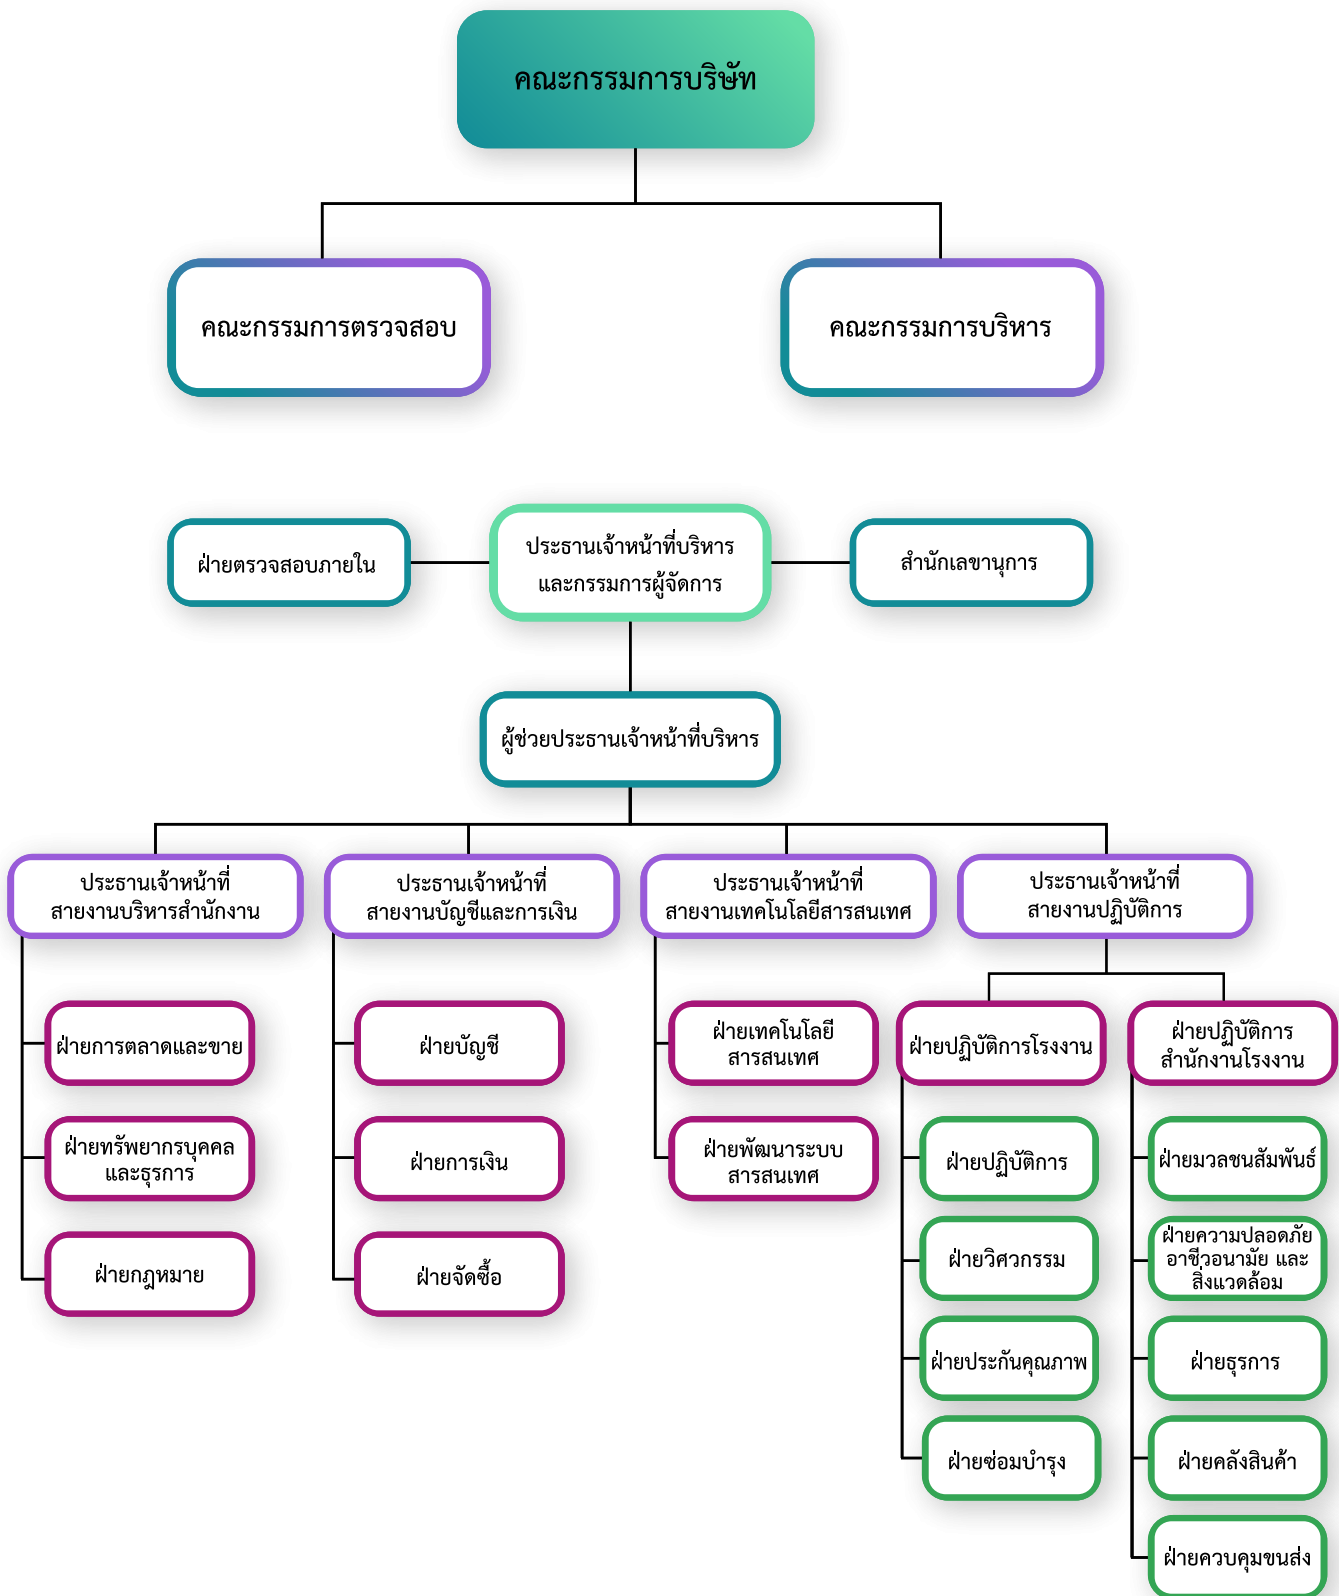 คณะกรรมการบริษัท
คณะกรรมการตรวจสอบ
คณะกรรมการบริหาร
ฝ่ายตรวจสอบภายใน
ประธานเจ้าหน้าที่บริหาร
และกรรมการผู้จัดการ
สำนักเลขานุการ
ผู้ช่วยประธานเจ้าหน้าที่บริหาร
ประธานเจ้าหน้าที่
สายงานบริหารสำนักงาน
ประธานเจ้าหน้าที่
สายงานบัญชีและการเงิน
ประธานเจ้าหน้าที่
สายงานเทคโนโลยีสารสนเทศ
ประธานเจ้าหน้าที่
สายงานปฏิบัติการ
ฝ่ายการตลาดและขาย
ฝ่ายทรัพยากรบุคคล
และธุรการ
ฝ่ายกฎหมาย
ฝ่ายบัญชี
ฝ่ายการเงิน
ฝ่ายจัดซื้อ
ฝ่ายเทคโนโลยี
สารสนเทศ
ฝ่ายพัฒนาระบบ
สารสนเทศ
ฝ่ายปฏิบัติการโรงงาน
ฝ่ายปฏิบัติการ
ฝ่ายวิศวกรรม
ฝ่ายประกันคุณภาพ
ฝ่ายซ่อมบำรุง
ฝ่ายปฏิบัติการ
สำนักงานโรงงาน
ฝ่ายมวลชนสัมพันธ์
ฝ่ายความปลอดภัย
อาชีวอนามัย และ
สิ่งแวดล้อม
ฝ่ายธุรการ
ฝ่ายคลังสินค้า
ฝ่ายควบคุมขนส่ง